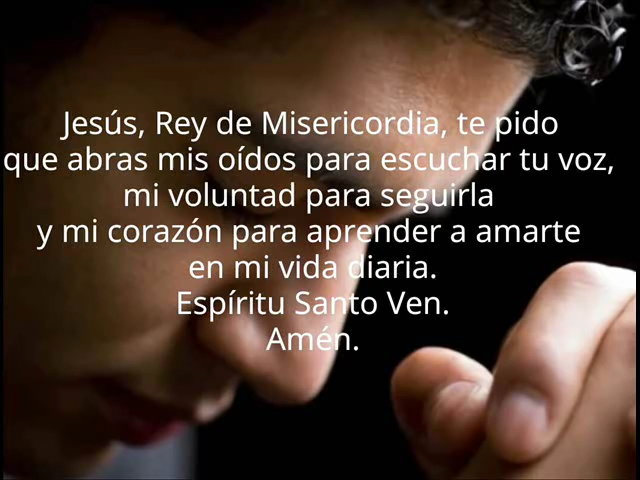 Jesús, Rey de Misericordia, te pido
que abras mis oídos para escuchar tu voz,
mi voluntad para seguirla
y mi corazón para aprender a amarte
en mi vida diaria.
Espíritu Santo Ven.
Amén.